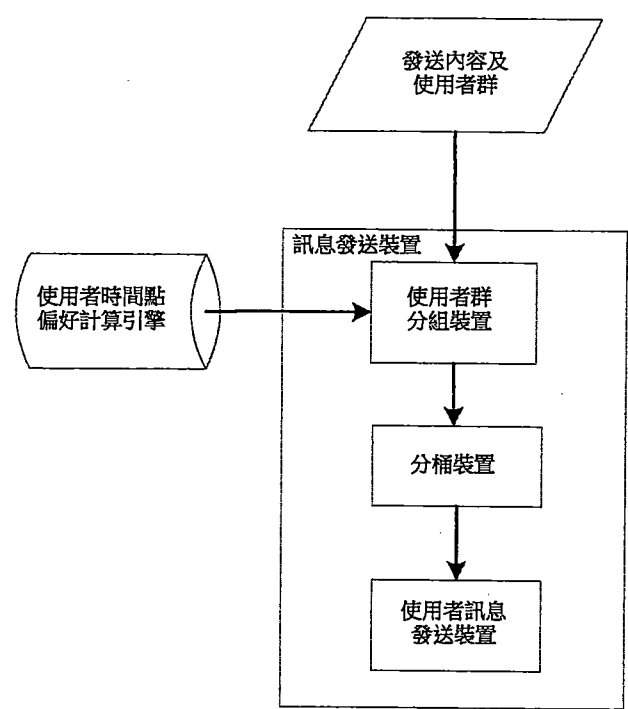 發送內容及
使用者群
訊息發送裝置
使用者時間點
偏好計算引擎
使用者群
分組裝置
分桶裝置
使用者訊息
發送裝置